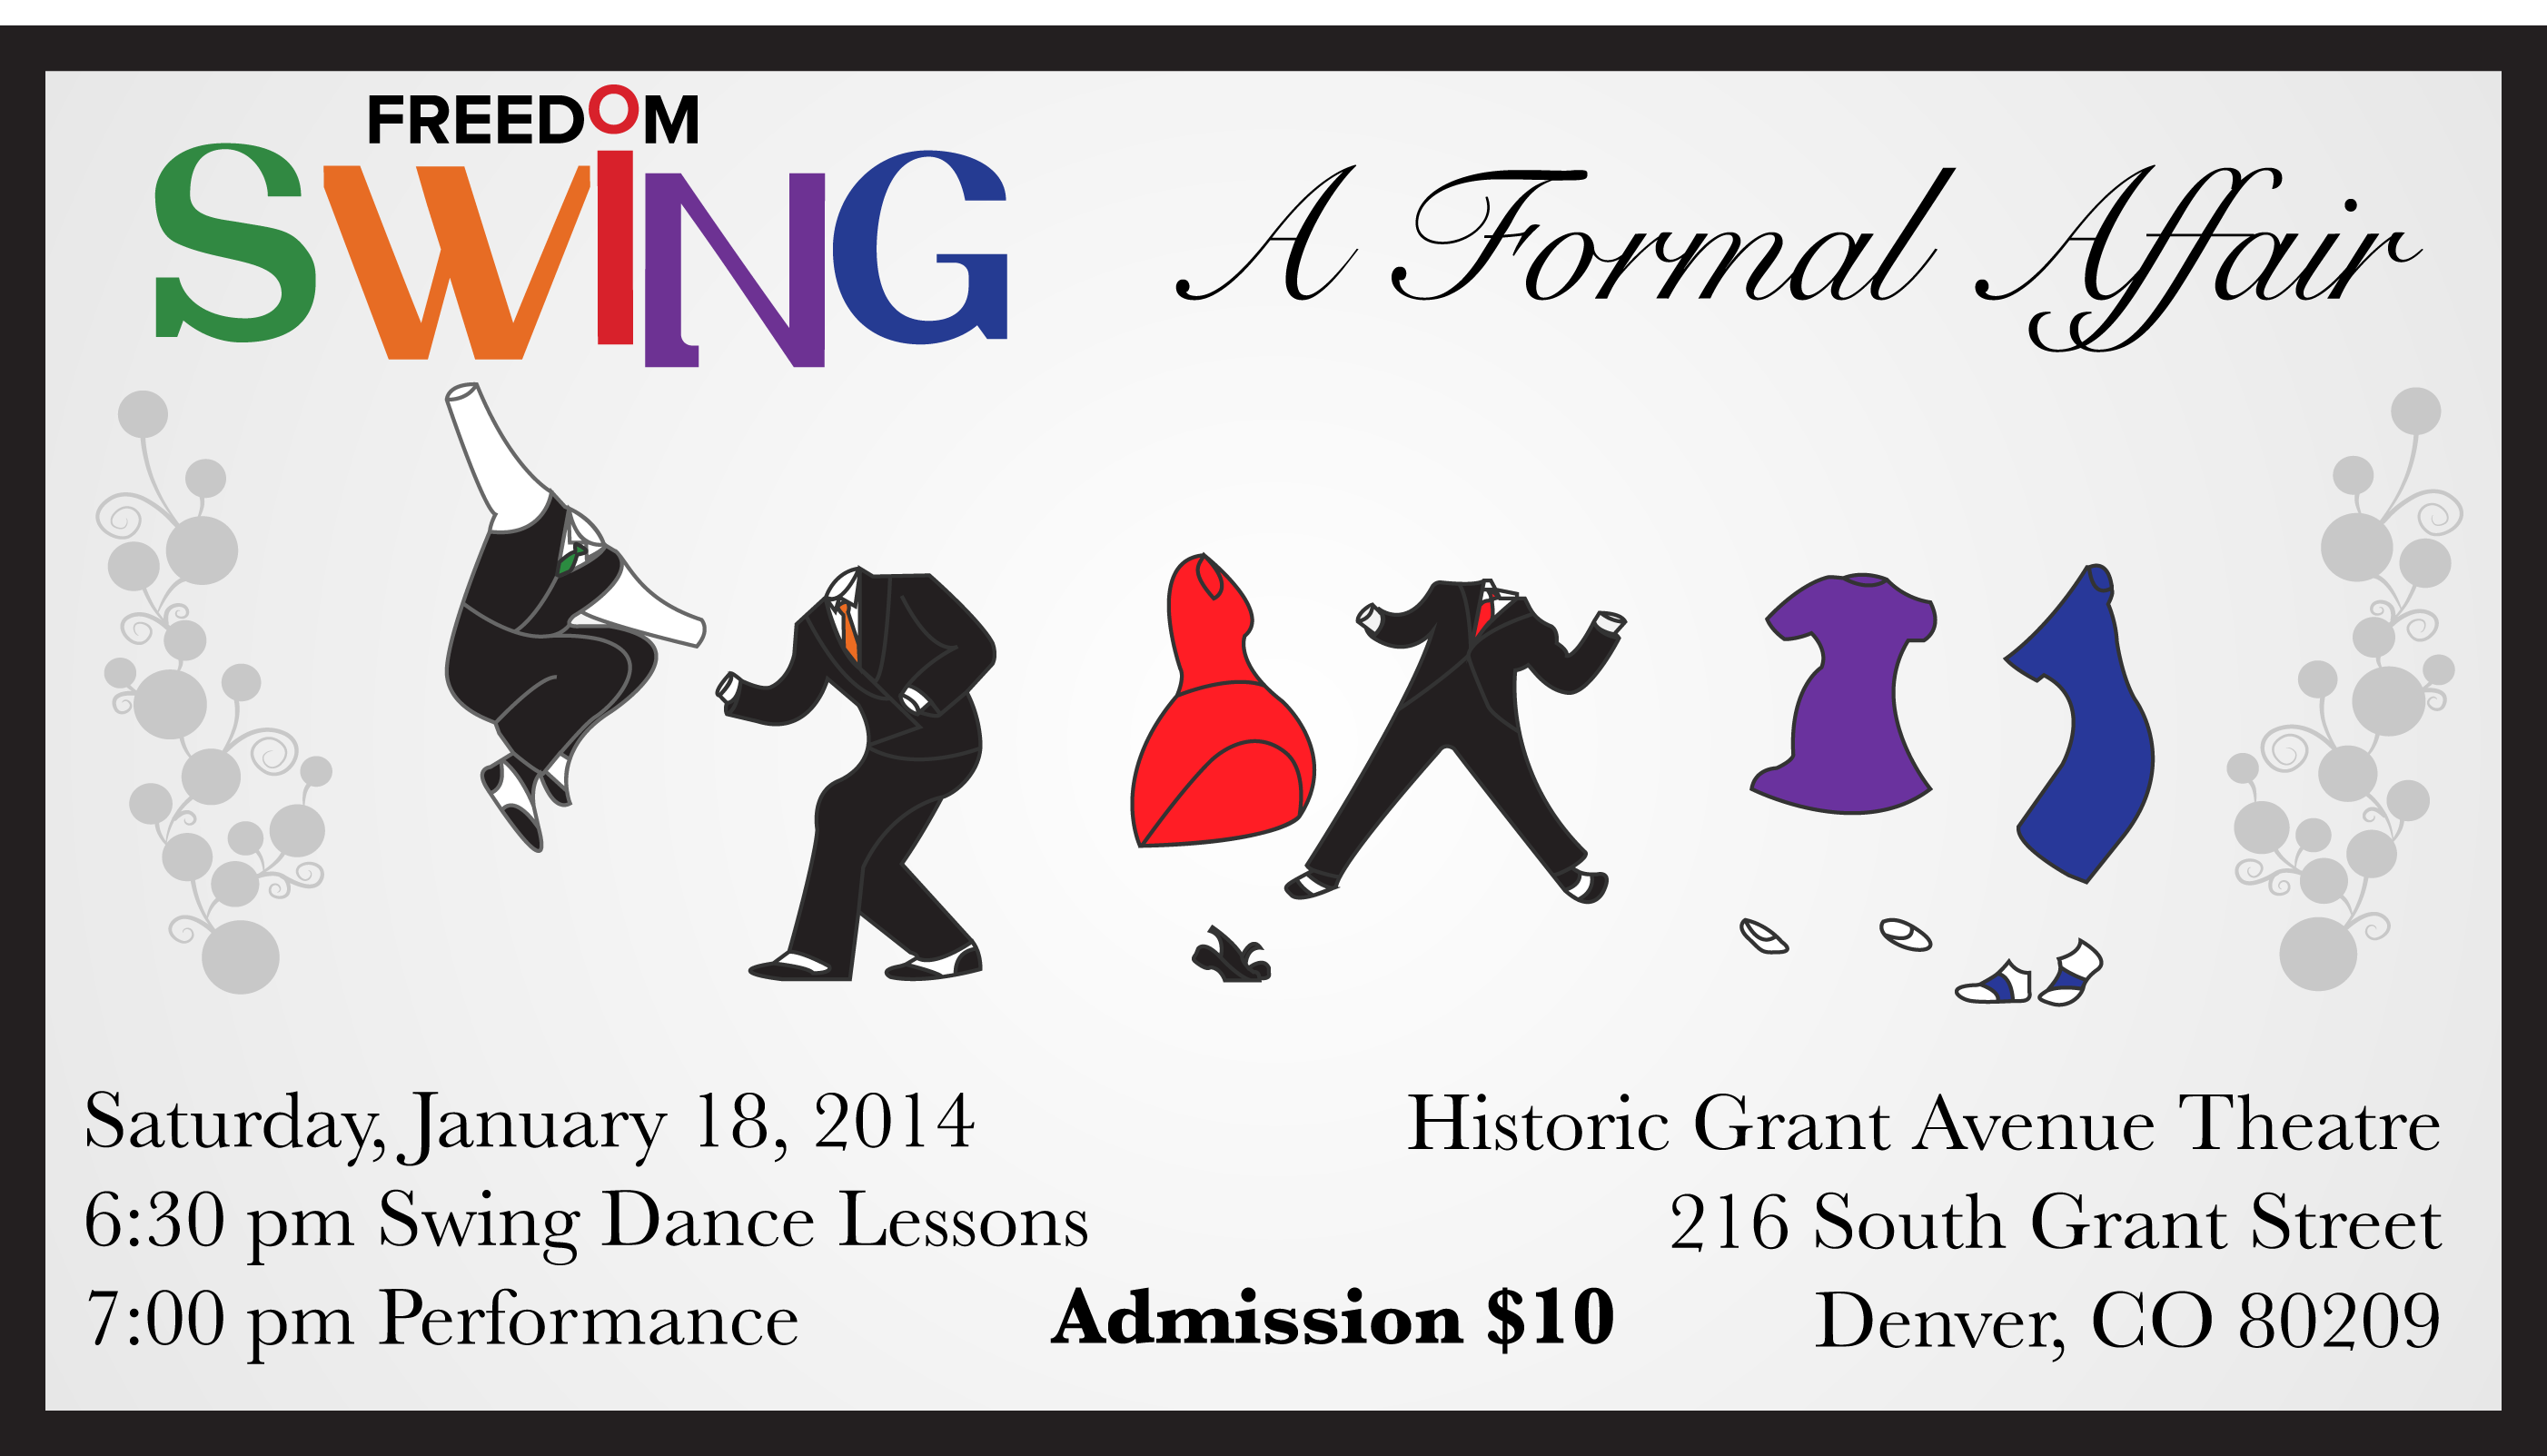 FREEDOM
SWING
A Formal Affair
Saturday, January 18, 2014
6:30 pm Swing Dance Lessons
7:00 pm Performance
Admission $10
Historic Grant Avenue Theatre
216 South Grant Street
Denver, CO 80209